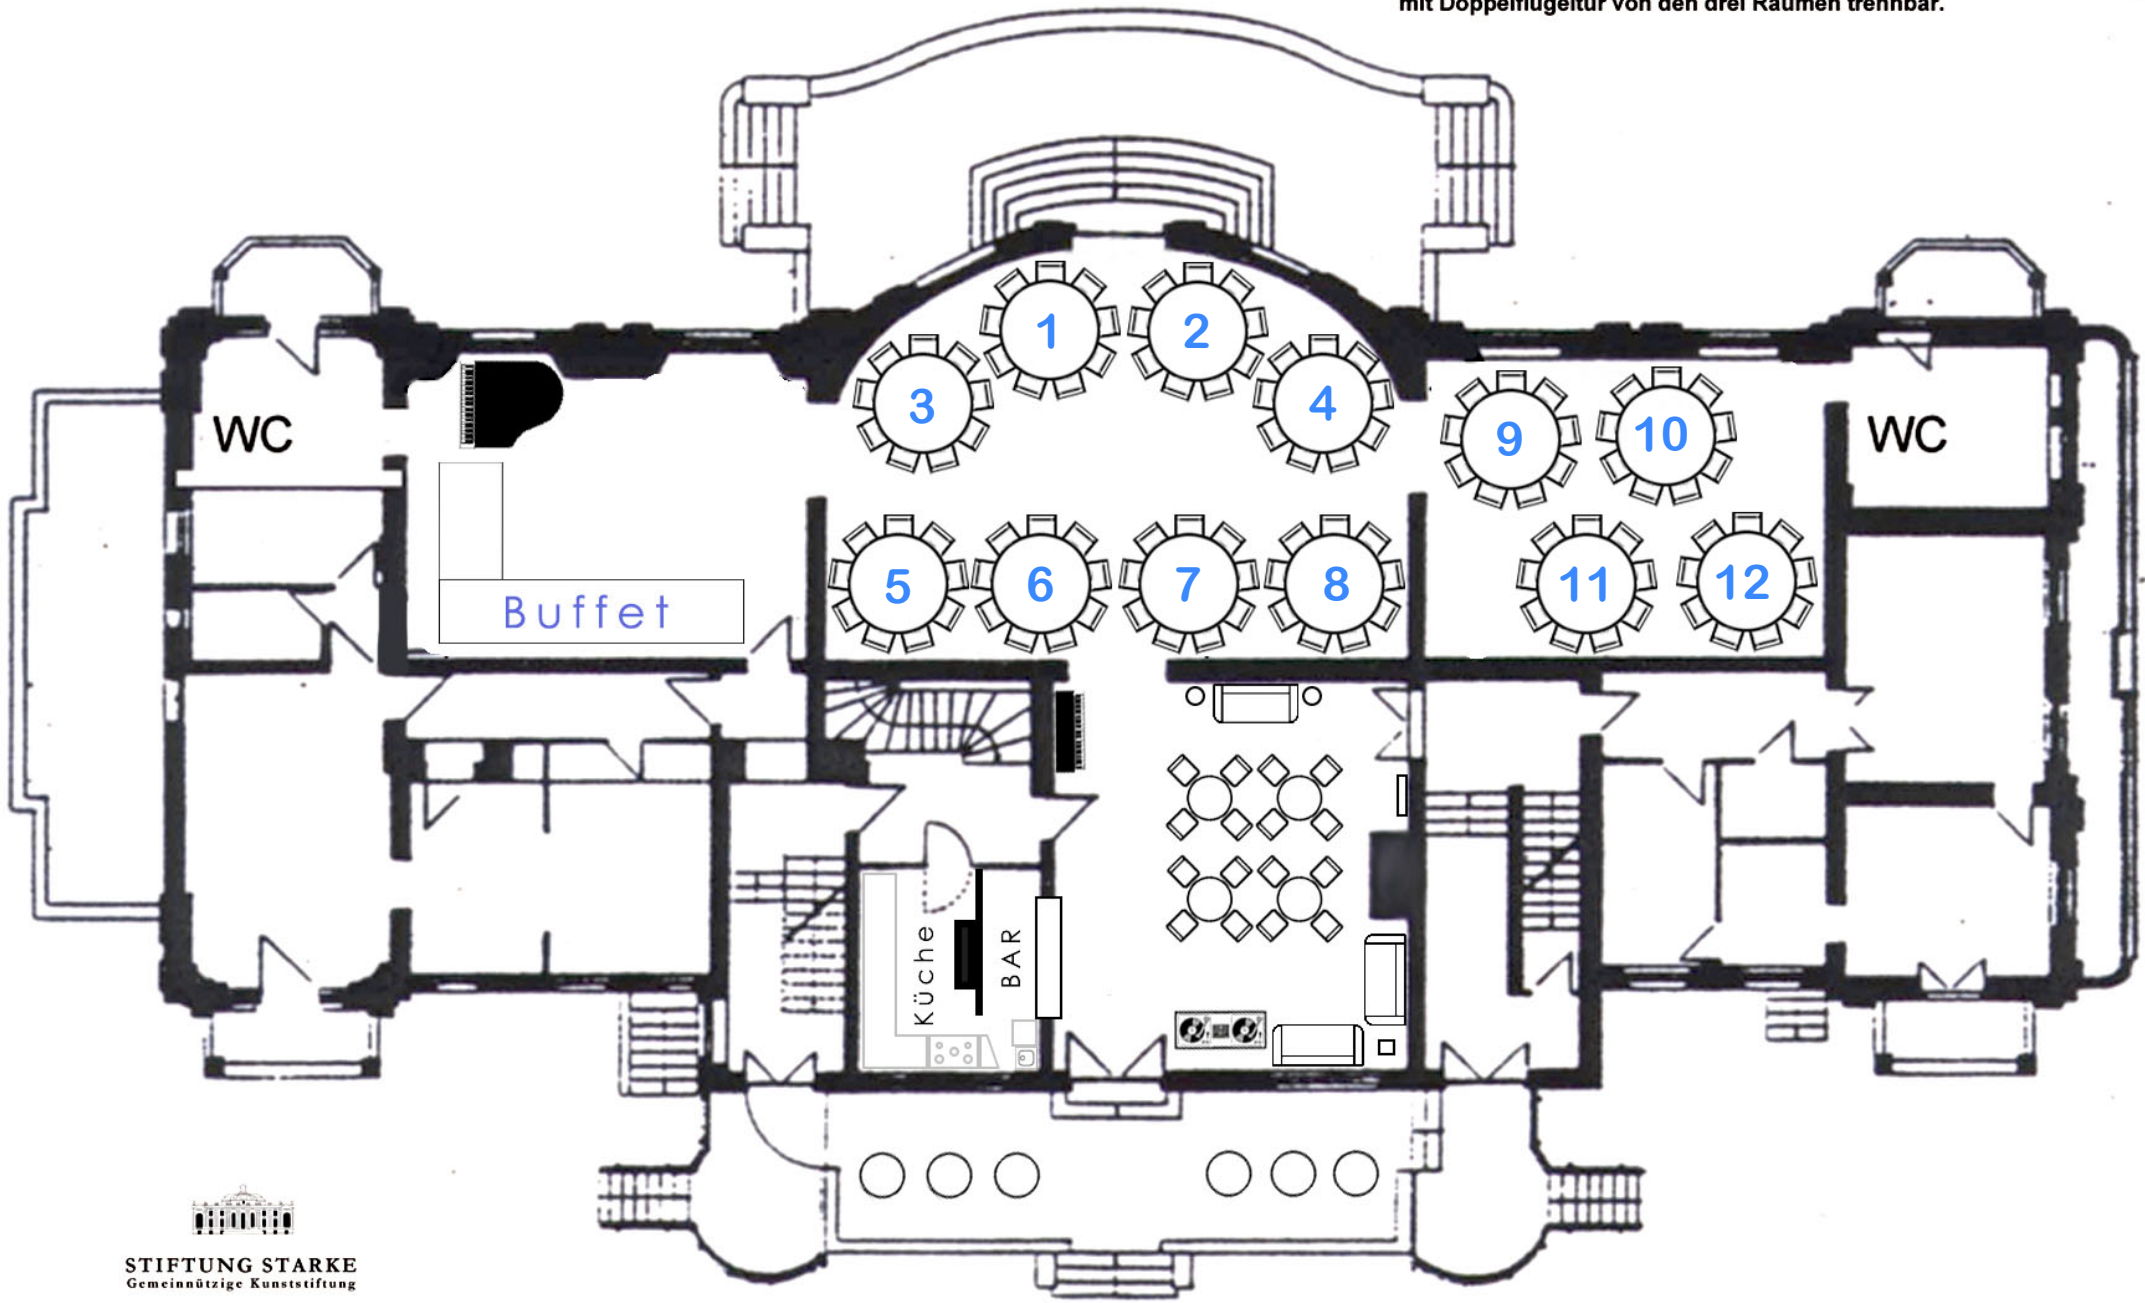 mit Doppelflügeltür von den drei Räumen trennbar.
1
2
3
4
WC
9
10
WC
5
6
7
8
11
12
Buffet
Küche
BAR
STIFTUNG STARKE
Gemeinnützige Kunststiftung